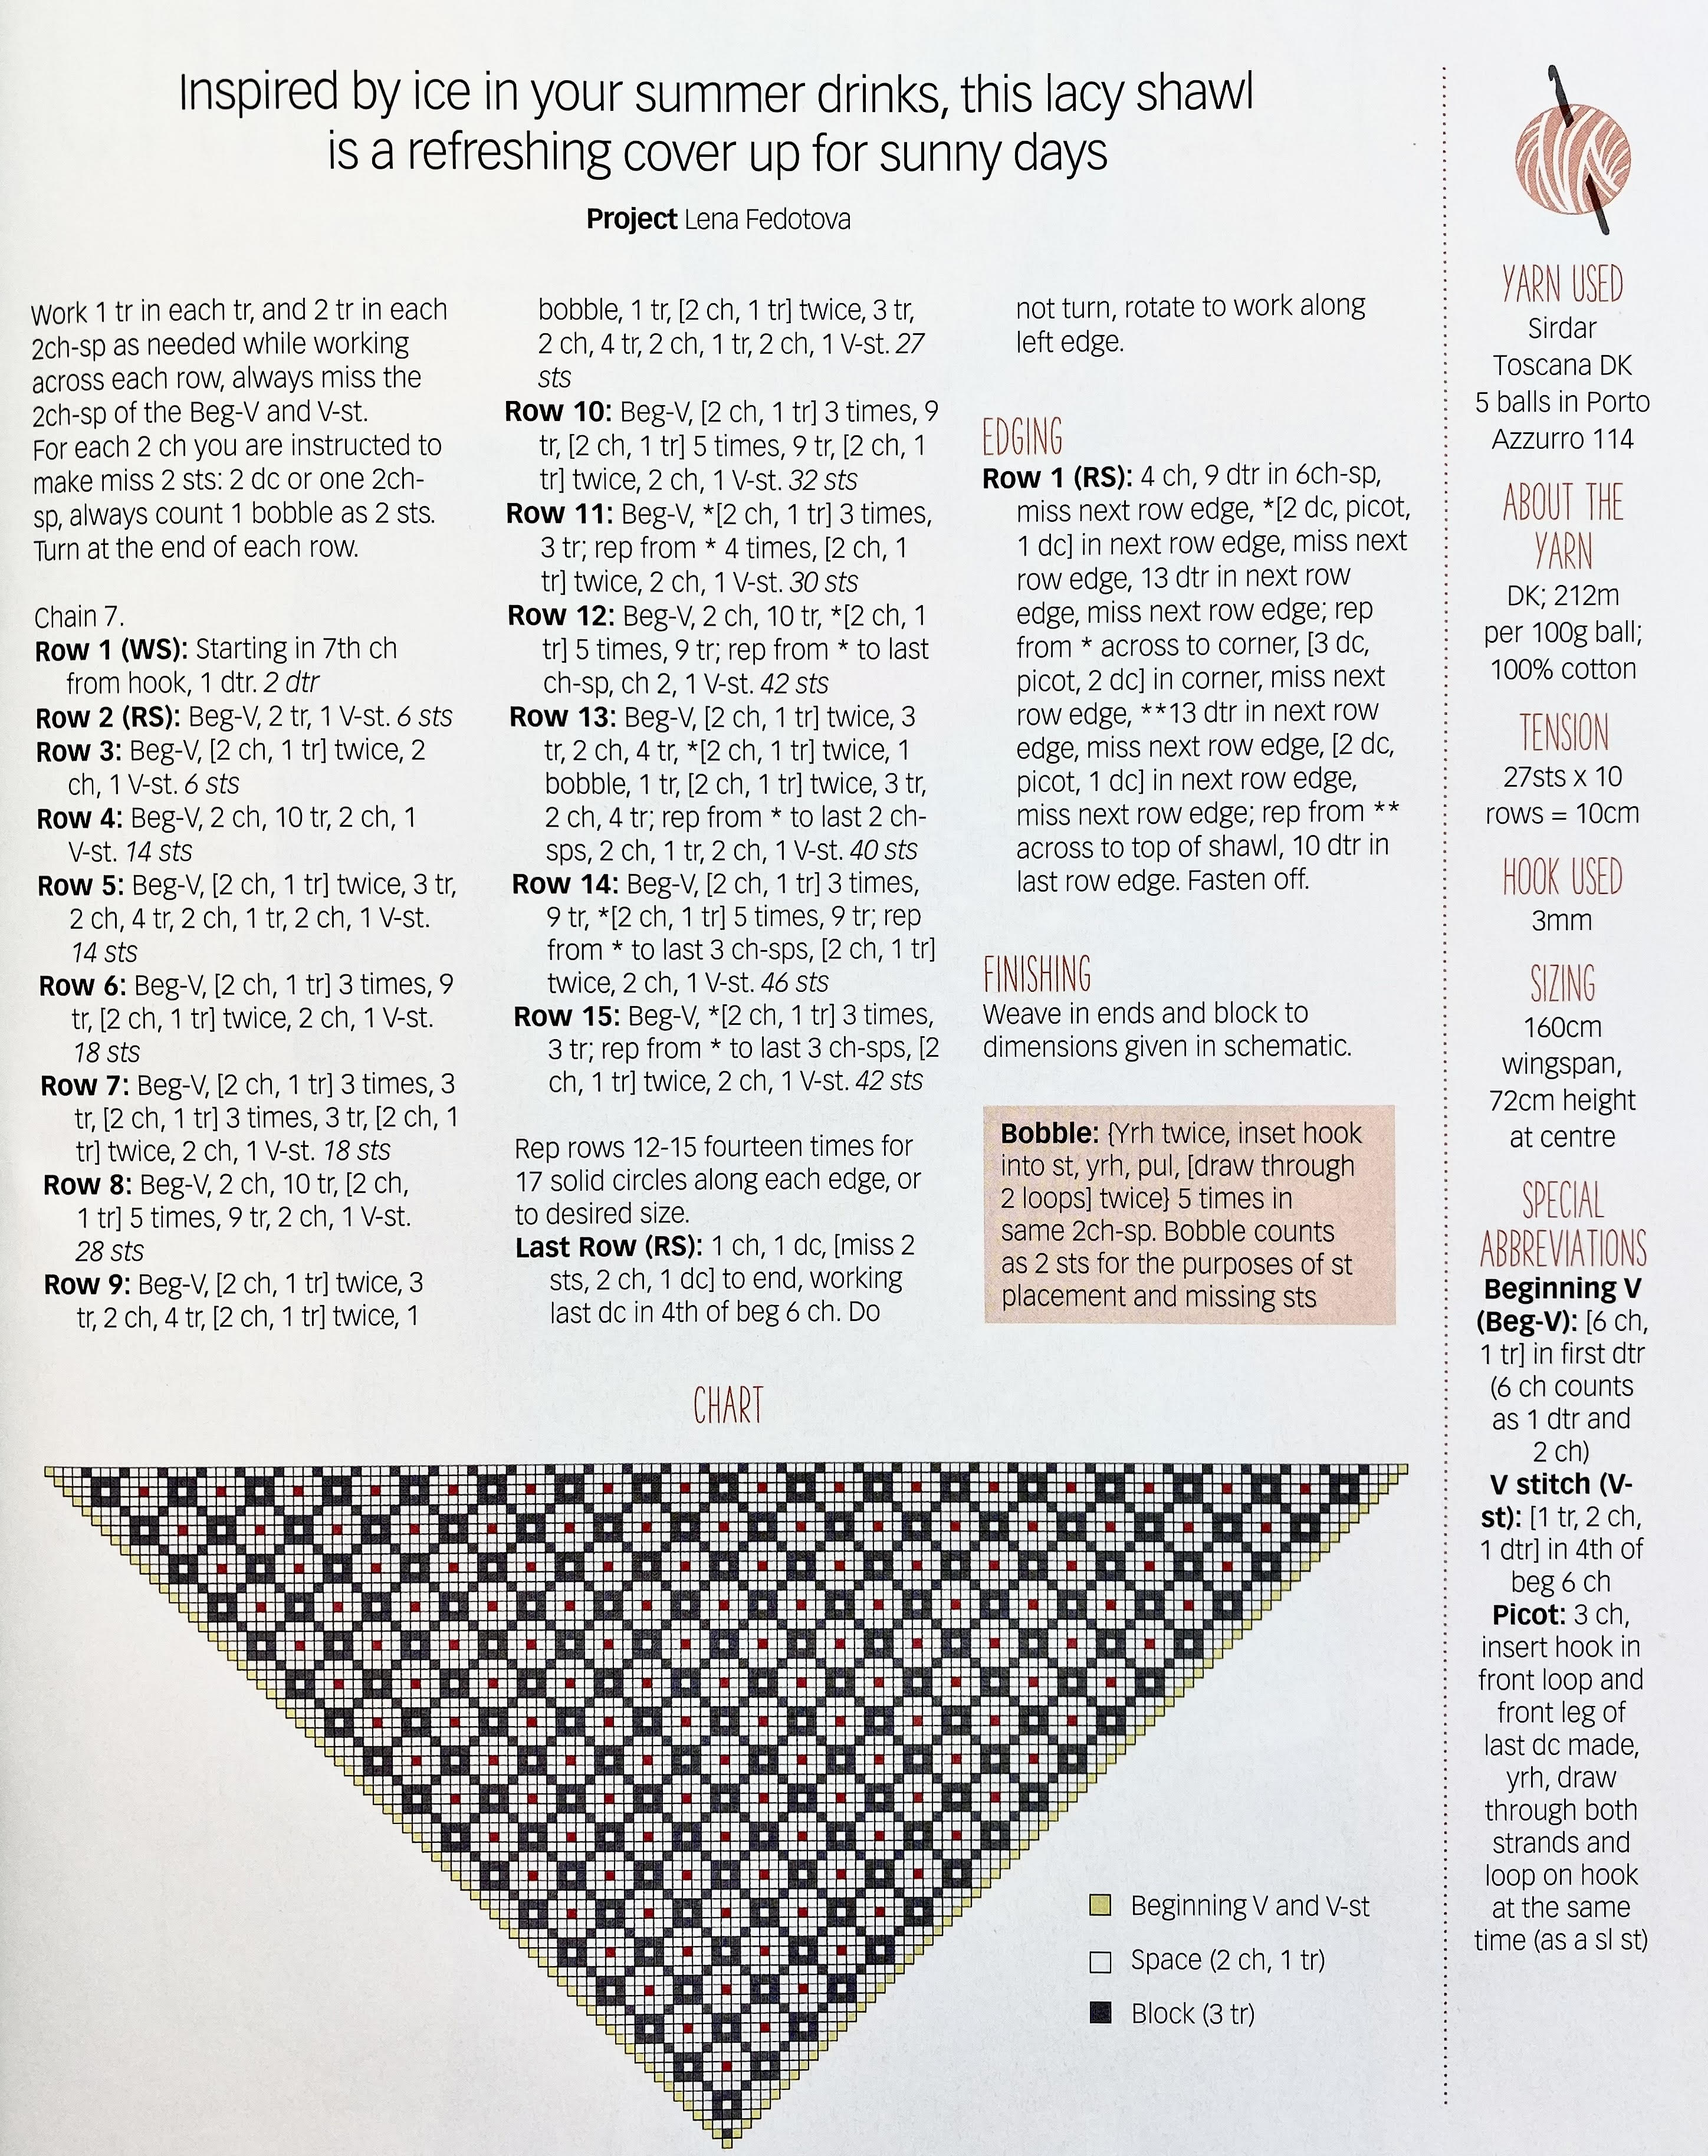 Inspired by ice in your summer drinks, this lacy shawl
is a refreshing cover up for sunny days
Project Lena Fedotova
Work 1 tr in each tr, and 2 tr in each
2ch-sp as needed while working
across each row, always miss the
2ch-sp of the Beg-V and V-st.
For each 2 ch you are instructed to
make miss 2 sts: 2 dc or one 2ch-
sp, always count 1 bobble as 2 sts.
Turn at the end of each row.
Chain 7.
Row 1 (WS): Starting in 7th ch
from hook, 1 dtr. 2 dtr
Row 2 (RS): Beg-V, 2 tr, 1 V-st. 6 sts
Row 3: Beg-V, [2 ch, 1 tr] twice, 2
ch, 1 V-st. 6 sts
Row 4: Beg-V, 2 ch, 10 tr, 2 ch, 1
V-st. 14 sts
Row 5: Beg-V, [2 ch, 1 tr] twice, 3 tr,
2 ch, 4 tr, 2 ch, 1 tr, 2 ch, 1 V-st.
14 sts
Row 6: Beg-V, [2 ch, 1 tr] 3 times, 9
tr, [2 ch, 1 tr] twice, 2 ch, 1 V-st.
18 sts
Row 7: Beg-V, [2 ch, 1 tr] 3 times, 3
tr, [2 ch, 1 tr] 3 times, 3 tr, [2 ch, 1
tr] twice, 2 ch, 1 V-st. 18 sts
Row 8: Beg-V, 2 ch, 10 tr, [2 ch,
1 tr] 5 times, 9 tr, 2 ch, 1 V-st.
28 sts
Row 9: Beg-V, [2 ch, 1 tr] twice, 3
tr, 2 ch, 4 tr, [2 ch, 1 tr] twice, 1
bobble, 1 tr, [2 ch, 1 tr] twice, 3 tr,
2 ch, 4 tr, 2 ch, 1 tr, 2 ch, 1 V-st. 27
sts
Row 10: Beg-V, [2 ch, 1 tr] 3 times, 9
tr, [2 ch, 1 tr] 5 times, 9 tr, [2 ch, 1
tr] twice, 2 ch, 1 V-st. 32 sts
Row 11: Beg-V, *[2 ch, 1 tr] 3 times,
3 tr; rep from * 4 times, [2 ch, 1
tr] twice, 2 ch, 1 V-st. 30 sts
Row 12: Beg-V, 2 ch, 10 tr, *[2 ch, 1
tr] 5 times, 9 tr; rep from * to last
ch-sp, ch 2, 1 V-st. 42 sts
Row 13: Beg-V, [2 ch, 1 tr] twice, 3
tr, 2 ch, 4 tr, *[2 ch, 1 tr] twice, 1
bobble, 1 tr, [2 ch, 1 tr] twice, 3 tr,
2 ch, 4 tr; rep from * to last 2 ch-
sps, 2 ch, 1 tr, 2 ch, 1 V-st. 40 sts
Row 14: Beg-V, [2 ch, 1 tr] 3 times,
9 tr, *[2 ch, 1 tr] 5 times, 9 tr; rep
from * to last 3 ch-sps, [2 ch, 1 tr]
twice, 2 ch, 1 V-st. 46 sts
Row 15: Beg-V, *[2 ch, 1 tr] 3 times,
3 tr; rep from * to last 3 ch-sps, [2
ch, 1 tr] twice, 2 ch, 1 V-st. 42 sts
Rep rows 12-15 fourteen times for
17 solid circles along each edge, or
to desired size.
Last Row (RS): 1 ch, 1 dc, [miss 2
sts, 2 ch, 1 dc] to end, working
last dc in 4th of beg 6 ch. Do
not turn, rotate to work along
left edge.
EDGING
Row 1 (RS): 4 ch, 9 dtr in 6ch-sp,
miss next row edge, *[2 dc, picot,
1 dc] in next row edge, miss next
row edge, 13 dtr in next row
edge, miss next row edge; rep
from * across to corner, [3 dc,
picot, 2 dc] in corner, miss next
row edge, **13 dtr in next row
edge, miss next row edge, [2 dc,
picot, 1 dc] in next row edge,
miss next row edge; rep from **
across to top of shawl, 10 dtr in
last row edge. Fasten off.
FINISHING
Weave in ends and block to
dimensions given in schematic.
Bobble: {Yrh twice, inset hook
into st, yrh, pul, [draw through
2 loops] twice} 5 times in
same 2ch-sp. Bobble counts
as 2 sts for the purposes of st
placement and missing sts
YARN USED
Sirdar
Toscana DK
5 balls in Porto
Azzurro 114
ABOUT THE
YARN
DK; 212m
per 100g ball;
100% cotton
TENSION
27sts x 10
rows = 10cm
HOOK USED
3mm
SIZING
160cm
wingspan,
72cm height
at centre
SPECIAL
ABBREVIATIONS
Beginning V
(Beg-V): [6 ch,
1 tr] in first dtr
(6 ch counts
as 1 dtr and
2 ch)
V stitch (V-
st): [1 tr, 2 ch,
1 dtr] in 4th of
beg 6 ch
Picot: 3 ch,
insert hook in
front loop and
front leg of
last dc made,
yrh, draw
through both
strands and
loop on hook
at the same
time (as a sl st)
CHART
Beginning V and V-st
Space (2 ch, 1 tr)
Block (3 tr)